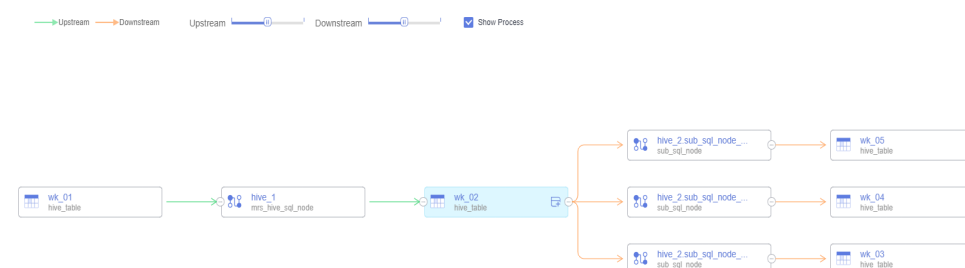 Upstream Downstream Upstream Downstream Show Process
hive_2.sub_sql_node_...
sub_sql_node
wk_05
hive_table
wk_01
hive_table
hive_1
mrs_hive_sql_node
wk_02
hive_table
hive_2.sub_sql_node_...
sub_sql_node
wk_04
hive_table
hive_2.sub_sql_node_...
sub_sql_node
wk_03
hive_table